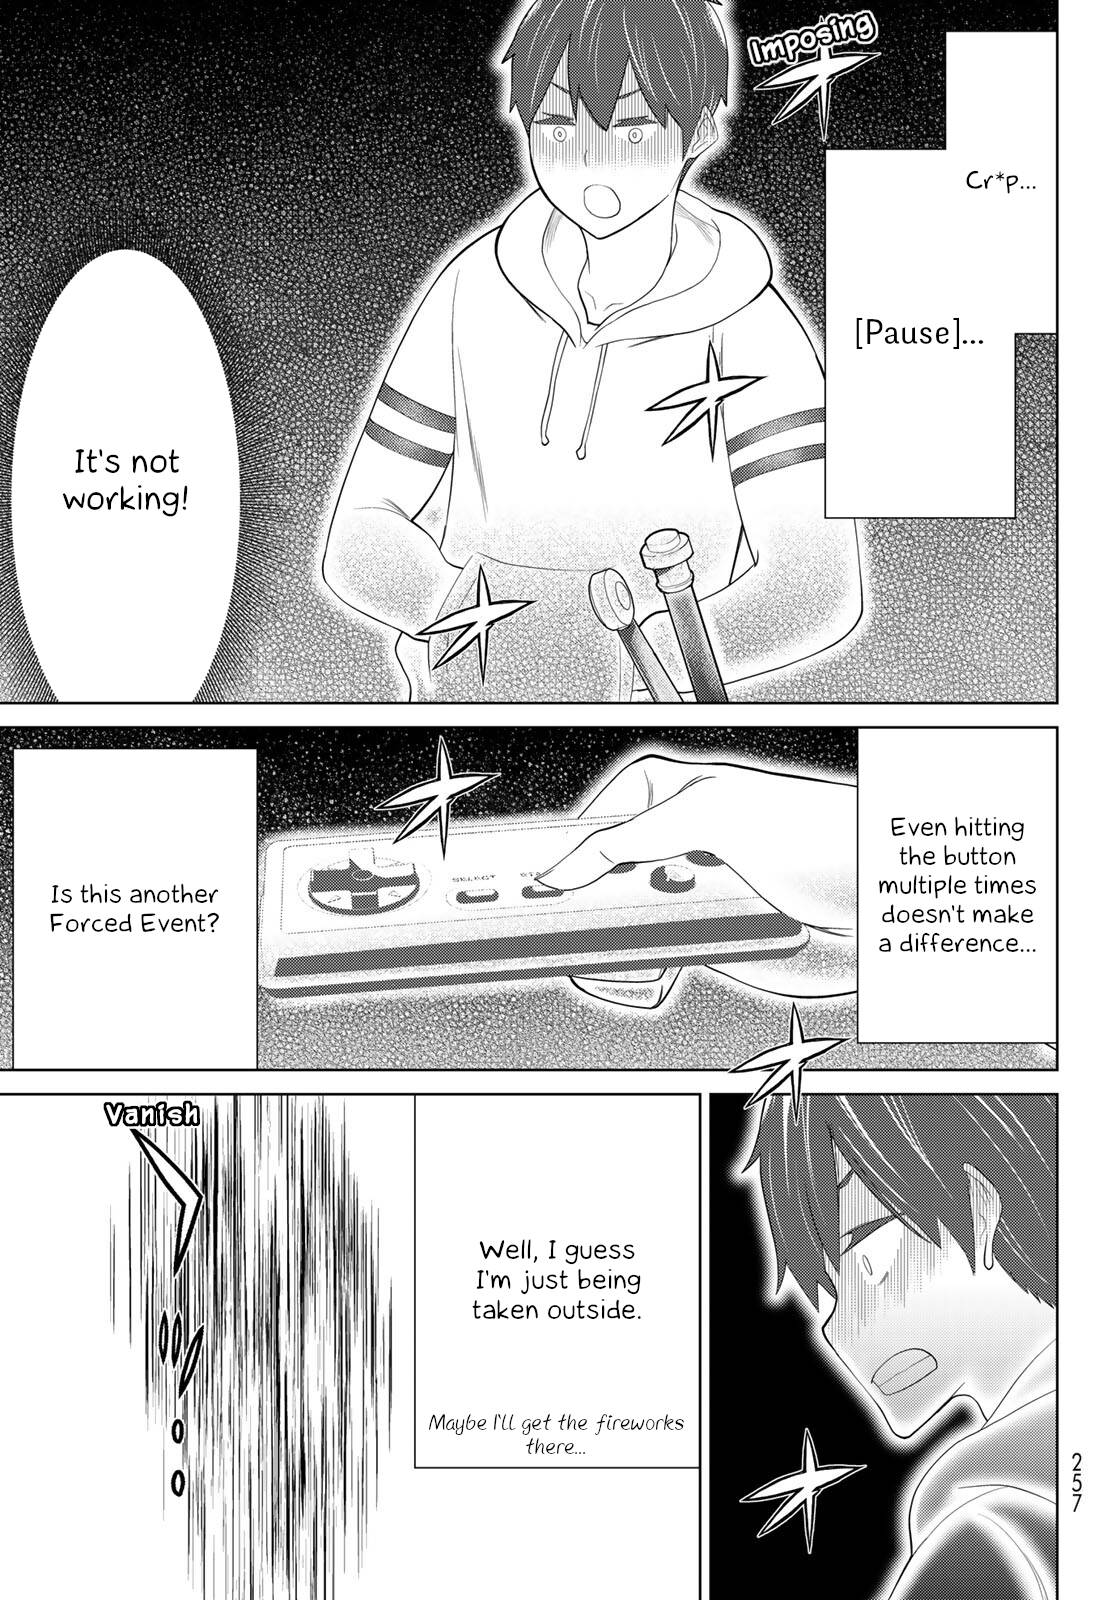 Imposing
Cr*p...
[Pause]...
It's not
working!
Even hitting
the button
multiple times
doesn't make
a difference...
SELECT
Is this another
Forced Event?
Well, I guess
I'm just being
taken outside.
Maybe I'll get the fireworks
there...
Vanish
257